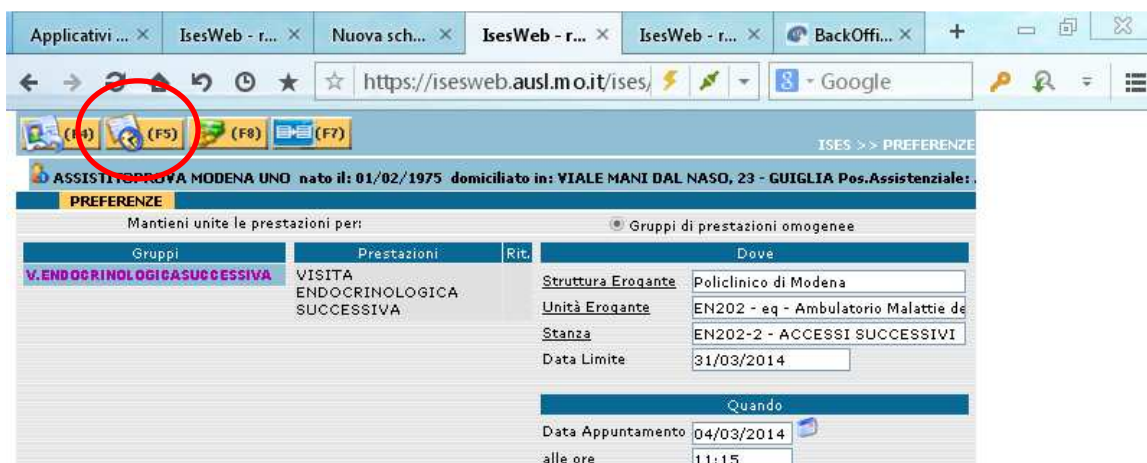 Applicativi ... ×
IsesWeb - r... ×
Nuova sch... ×
IsesWeb - r... ×
IsesWeb - r... ×
BackOffi... ×
https://isesweb.ausl.mo.it/ises/
Google
(F4) (F5) (F8) (F7)
ISES >> PREFERENZE
ASSISTITOPROVA MODENA UNO nato il: 01/02/1975 domiciliato in: VIALE MANI DAL NASO, 23 - GUIGLIA Pos.Assistenziale:
PREFERENZE
Mantieni unite le prestazioni per:
Gruppi di prestazioni omogenee
Gruppi
Prestazioni
Rit.
V.ENDOCRINOLOGICASUCCESSIVA
VISITA
ENDOCRINOLOGICA
SUCCESSIVA
Dove
Struttura Erogante Policlinico di Modena
Unità Erogante EN202 - eq - Ambulatorio Malattie de
Stanza EN202-2 - ACCESSI SUCCESSIVI
Data Limite 31/03/2014
Quando
Data Appuntamento 04/03/2014
alle ore 11:15